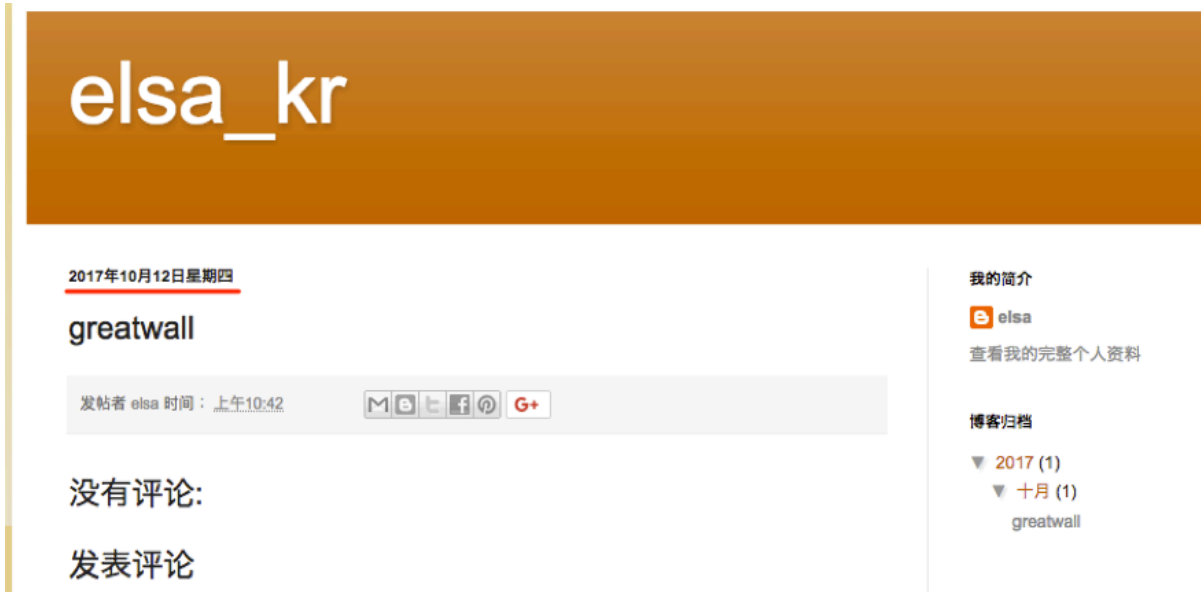 elsa_kr
2017年10月12日星期四
greatwall
发帖者 elsa 时间： 上午10:42
G+
没有评论:
发表评论
我的简介
elsa
查看我的完整个人资料
博客归档
▼ 2017 (1)
▼ 十月 (1)
greatwall